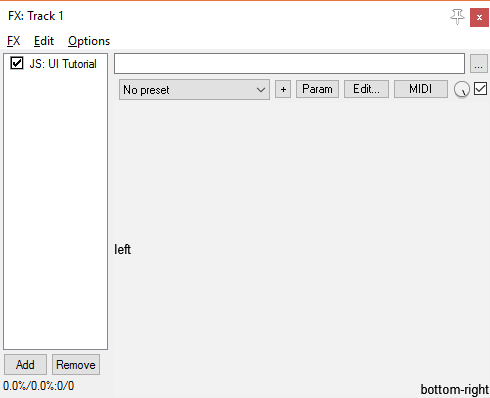 FX: Track 1
FX Edit Options
JS: UI Tutorial
...
No preset + Param Edit... MIDI
left
Add Remove
0.0%/0.0%:0/0
bottom-right